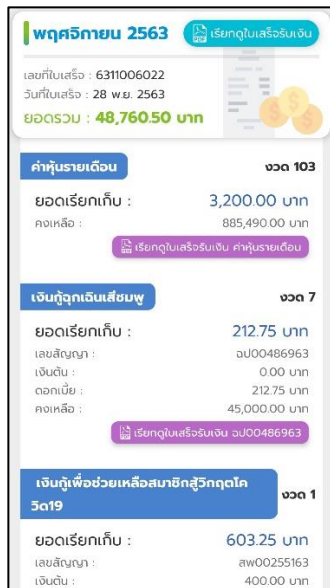 พฤศจิกายน 2563 เรียกดูใบเสร็จรับเงิน
เลขที่ใบเสร็จ : 6311006022
วันที่ใบเสร็จ : 28 พ.ย. 2563
ยอดรวม : 48,760.50 บาท
ค่าหุ้นรายเดือน งวด 103
ยอดเรียกเก็บ : 3,200.00 บาท
คงเหลือ : 885,490.00 บาท
เรียกดูใบเสร็จรับเงิน ค่าหุ้นรายเดือน
เงินกู้ฉุกเฉินสีชมพู งวด 7
ยอดเรียกเก็บ : 212.75 บาท
เลขสัญญา : ฉป00486963
เงินต้น : 0.00 บาท
ดอกเบี้ย : 212.75 บาท
คงเหลือ : 45,000.00 บาท
เรียกดูใบเสร็จรับเงิน ฉป00486963
เงินกู้เพื่อช่วยเหลือสมาชิกสู้วิกฤตโค
วิด19 งวด 1
ยอดเรียกเก็บ : 603.25 บาท
เลขสัญญา : สพ00255163
เงินต้น : 400.00 บาท